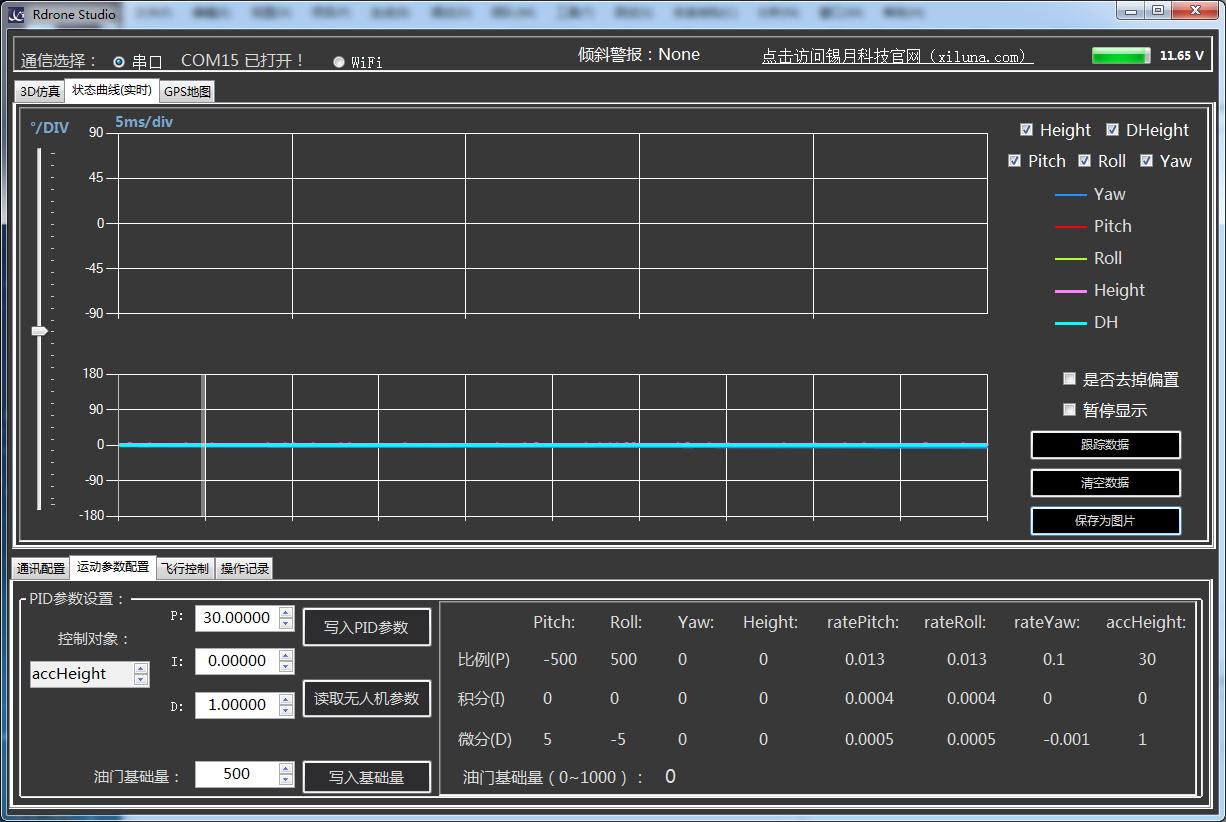 Rdrone Studio
通信选择： 串口 COM15 已打开！ WiFi 倾斜警报：None 点击访问锡月科技官网（xiluna.com） 11.65 V
3D仿真 状态曲线(实时) GPS地图
°/DIV 5ms/div
90
45
0
-45
-90
180
90
0
-90
-180
Height DHeight
Pitch Roll Yaw
Yaw
Pitch
Roll
Height
DH
是否去掉偏置
暂停显示
跟踪数据
清空数据
保存为图片
通讯配置 运动参数配置 飞行控制 操作记录
PID参数设置：
控制对象：
accHeight
P: 30.00000 写入PID参数
I: 0.00000
D: 1.00000 读取无人机参数
油门基础量： 500 写入基础量
Pitch: Roll: Yaw: Height: ratePitch: rateRoll: rateYaw: accHeight:
比例(P) -500 500 0 0 0.013 0.013 0.1 30
积分(I) 0 0 0 0 0.0004 0.0004 0 0
微分(D) 5 -5 0 0 0.0005 0.0005 -0.001 1
油门基础量（0~1000）： 0